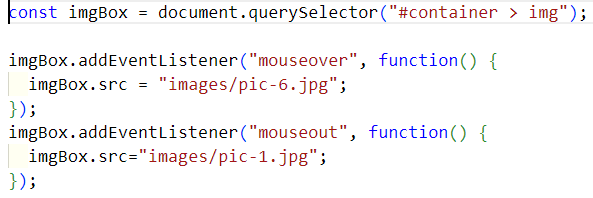 const imgBox = document.querySelector("#container > img");
imgBox.addEventListener("mouseover", function() {
imgBox.src = "images/pic-6.jpg";
});
imgBox.addEventListener("mouseout", function() {
imgBox.src="images/pic-1.jpg";
});